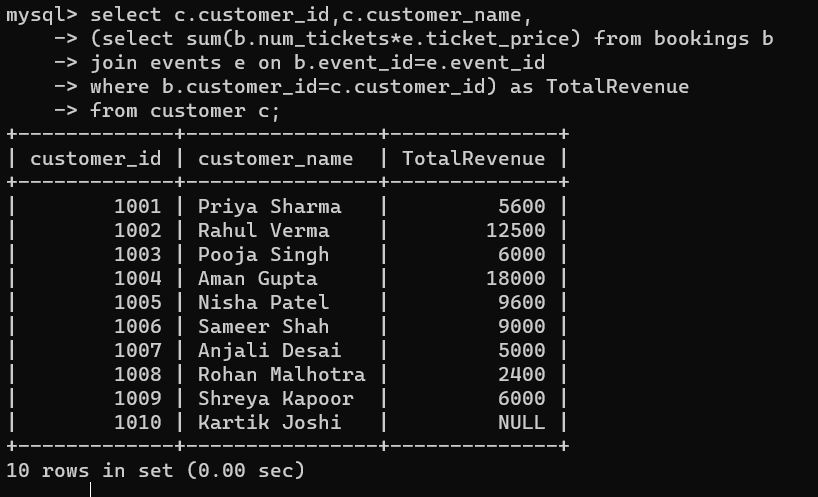 mysql> select c.customer_id,c.customer_name,
    -> (select sum(b.num_tickets*e.ticket_price) from bookings b
    -> join events e on b.event_id=e.event_id
    -> where b.customer_id=c.customer_id) as TotalRevenue
    -> from customer c;
+-------------+----------------+--------------+
| customer_id | customer_name  | TotalRevenue |
+-------------+----------------+--------------+
|        1001 | Priya Sharma   |         5600 |
|        1002 | Rahul Verma    |        12500 |
|        1003 | Pooja Singh    |         6000 |
|        1004 | Aman Gupta     |        18000 |
|        1005 | Nisha Patel    |         9600 |
|        1006 | Sameer Shah    |         9000 |
|        1007 | Anjali Desai   |         5000 |
|        1008 | Rohan Malhotra |         2400 |
|        1009 | Shreya Kapoor  |         6000 |
|        1010 | Kartik Joshi   |         NULL |
+-------------+----------------+--------------+
10 rows in set (0.00 sec)